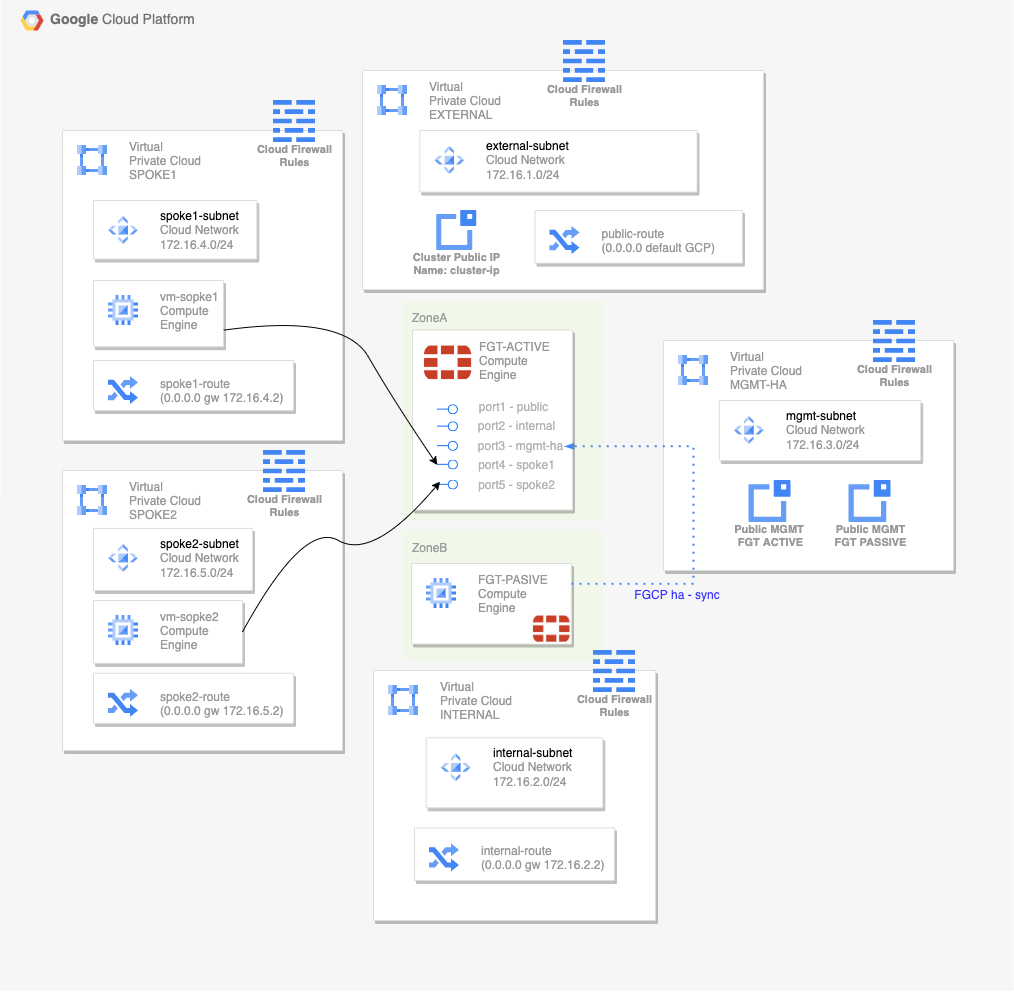 Google Cloud Platform
Virtual
Private Cloud
EXTERNAL
Cloud Firewall
Rules
external-subnet
Cloud Network
172.16.1.0/24
Cluster Public IP
Name: cluster-ip
public-route
(0.0.0.0 default GCP)
Virtual
Private Cloud
SPOKE1
Cloud Firewall
Rules
spoke1-subnet
Cloud Network
172.16.4.0/24
vm-sopke1
Compute
Engine
spoke1-route
(0.0.0.0 gw 172.16.4.2)
ZoneA
FGT-ACTIVE
Compute
Engine
port1 - public
port2 - internal
port3 - mgmt-ha
port4 - spoke1
port5 - spoke2
Virtual
Private Cloud
MGMT-HA
Cloud Firewall
Rules
mgmt-subnet
Cloud Network
172.16.3.0/24
Public MGMT
FGT ACTIVE
Public MGMT
FGT PASSIVE
Virtual
Private Cloud
SPOKE2
Cloud Firewall
Rules
spoke2-subnet
Cloud Network
172.16.5.0/24
vm-sopke2
Compute
Engine
spoke2-route
(0.0.0.0 gw 172.16.5.2)
ZoneB
FGT-PASIVE
Compute
Engine
FGCP ha - sync
Virtual
Private Cloud
INTERNAL
Cloud Firewall
Rules
internal-subnet
Cloud Network
172.16.2.0/24
internal-route
(0.0.0.0 gw 172.16.2.2)